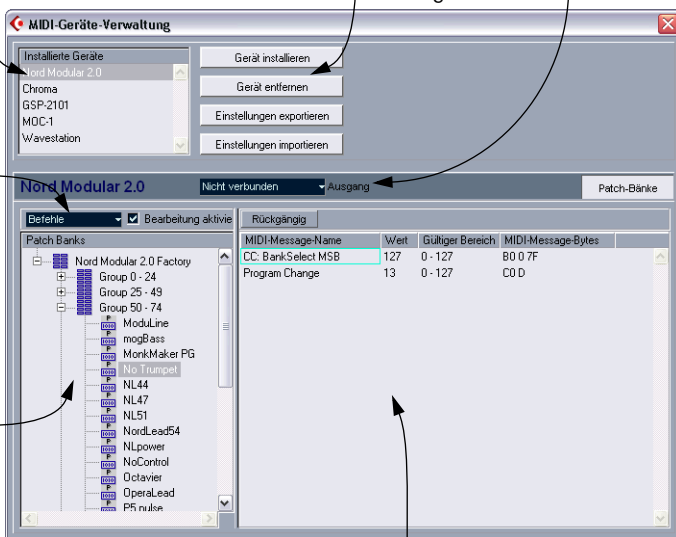 MIDI-Geräte-Verwaltung
Installierte Geräte
Nord Modular 2.0
Chroma
GSP-2101
MOC-1
Wavestation
Gerät installieren
Gerät entfernen
Einstellungen exportieren
Einstellungen importieren
Nord Modular 2.0
Nicht verbunden
Ausgang
Patch-Bänke
Befehle
Bearbeitung aktivie
Rückgängig
Patch Banks
Nord Modular 2.0 Factory
Group 0 - 24
Group 25 - 49
Group 50 - 74
ModuLine
mogBass
MonkMaker PG
No Trumpet
NL44
NL47
NL51
NordLead54
NLpower
NoControl
Octavier
OperaLead
P5 pulse
MIDI-Message-Name Wert Gültiger Bereich MIDI-Message-Bytes
CC: BankSelect MSB 127 0 - 127 B0 0 7F
Program Change 13 0 - 127 C0 D